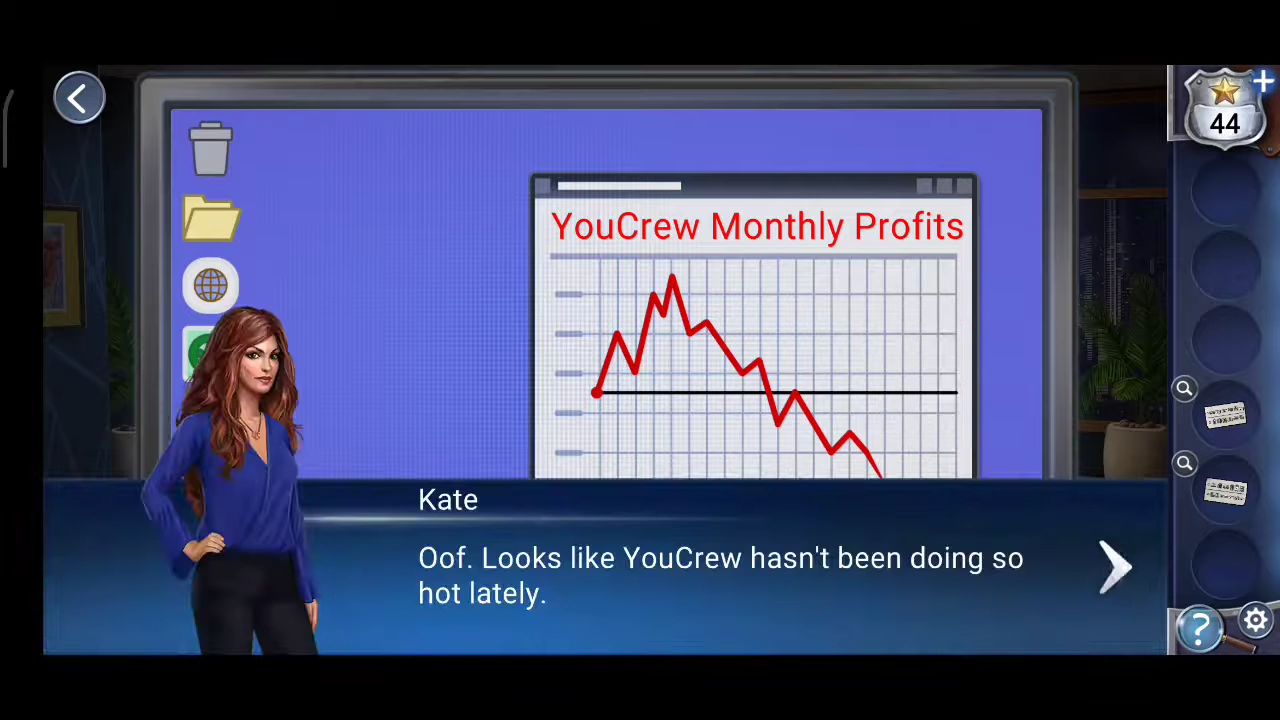 44
YouCrew Monthly Profits
Kate
Oof. Looks like YouCrew hasn't been doing so
hot lately.
?